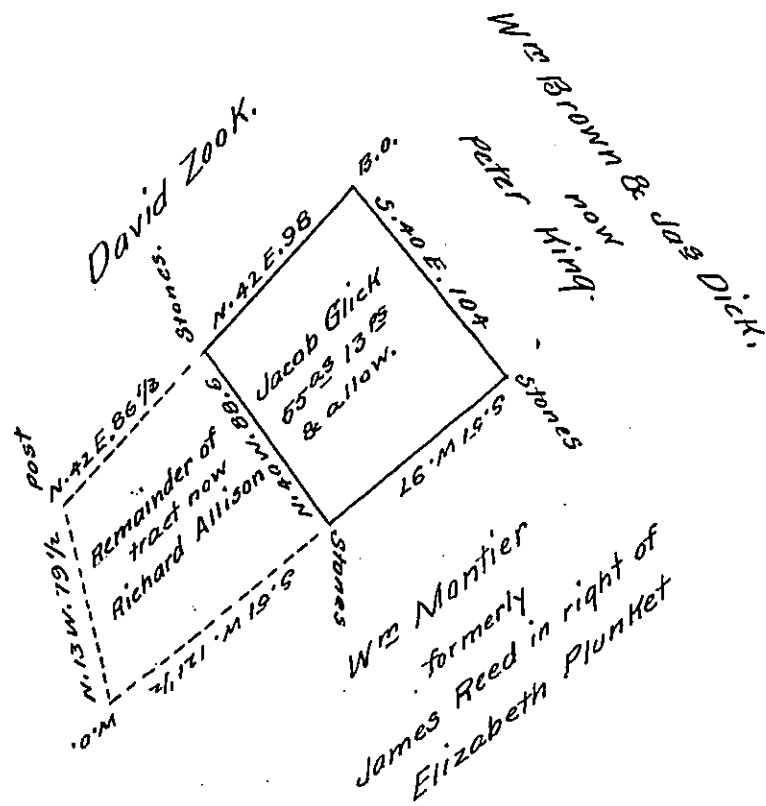 Wm Brown & Jas Dick,
now
Peter King.
David Zook.
B.O.
Stones.
N. 42 E. 98
S. 40 E. 104
Jacob Glick
55 as 13 ps
& allow.
N. 40 W. 88.6
Stones
S. 51 W. 97
N. 42 E. 86 1/3
Post
Remainder of
tract now
Richard Allison
N. 13 W. 79 1/2
S. 51 W. 121 1/2
W.O.
Stones
Wm Montier
formerly
James Reed in right of
Elizabeth Plunket